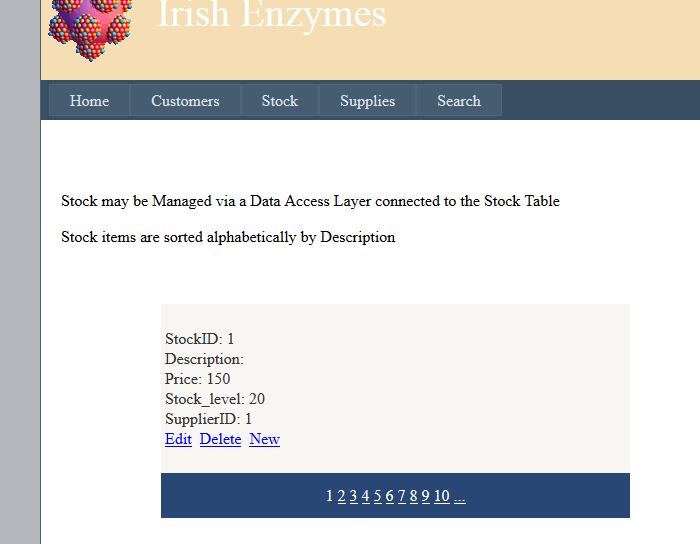 Irish Enzymes
Home Customers Stock Supplies Search
Stock may be Managed via a Data Access Layer connected to the Stock Table
Stock items are sorted alphabetically by Description
StockID: 1
Description:
Price: 150
Stock_level: 20
SupplierID: 1
Edit Delete New
1 2 3 4 5 6 7 8 9 10 ...